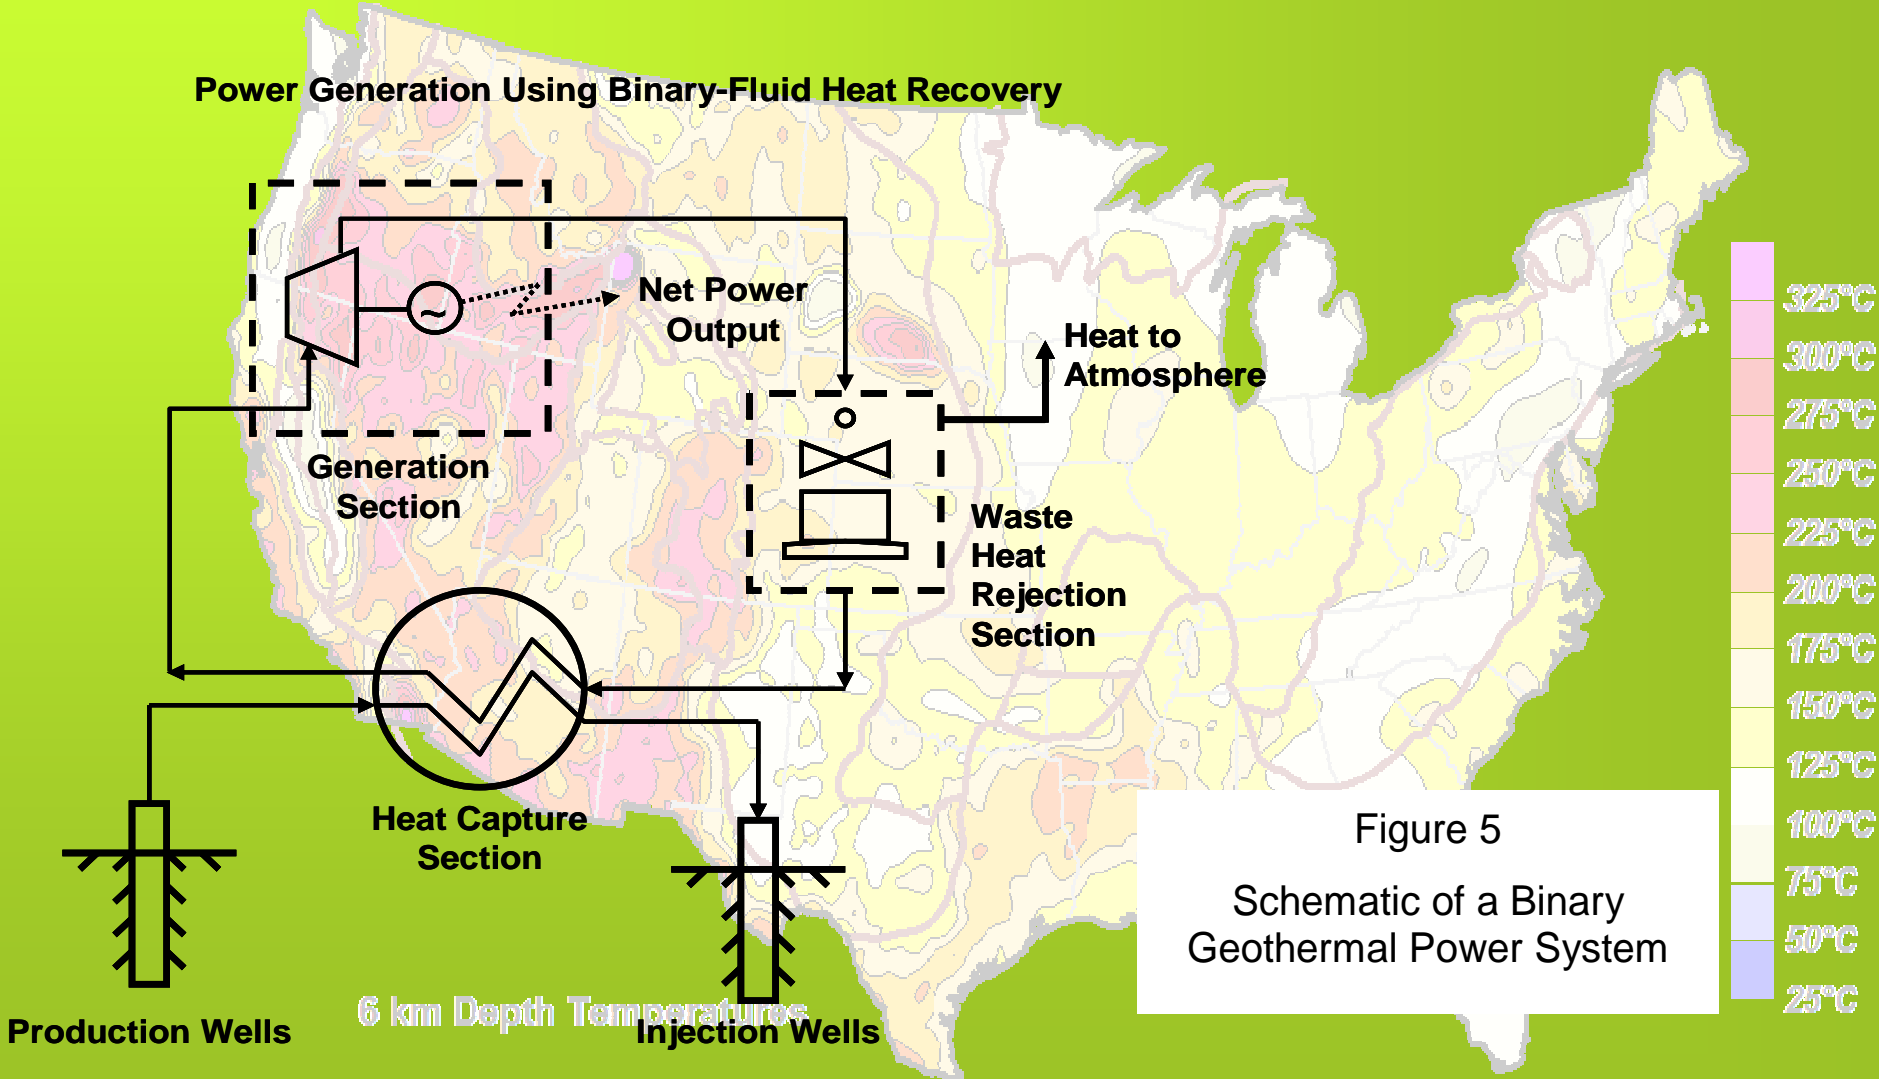 Power Generation Using Binary-Fluid Heat Recovery
~
Net Power
Output
Heat to
Atmosphere
Generation
Section
Waste
Heat
Rejection
Section
Heat Capture
Section
Production Wells
Injection Wells
6 km Depth Temperatures
Figure 5
Schematic of a Binary
Geothermal Power System
325°C
300°C
275°C
250°C
225°C
200°C
175°C
150°C
125°C
100°C
75°C
50°C
25°C